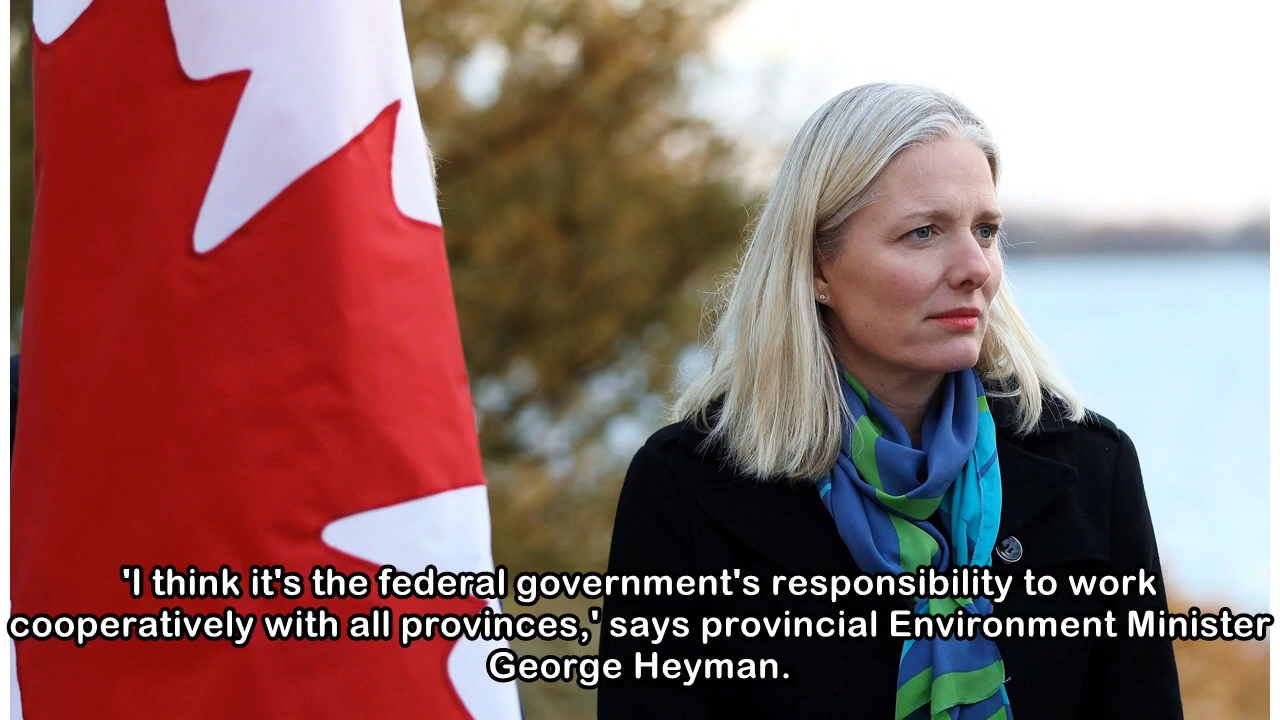 'I think it's the federal government's responsibility to work
cooperatively with all provinces,' says provincial Environment Minister
George Heyman.